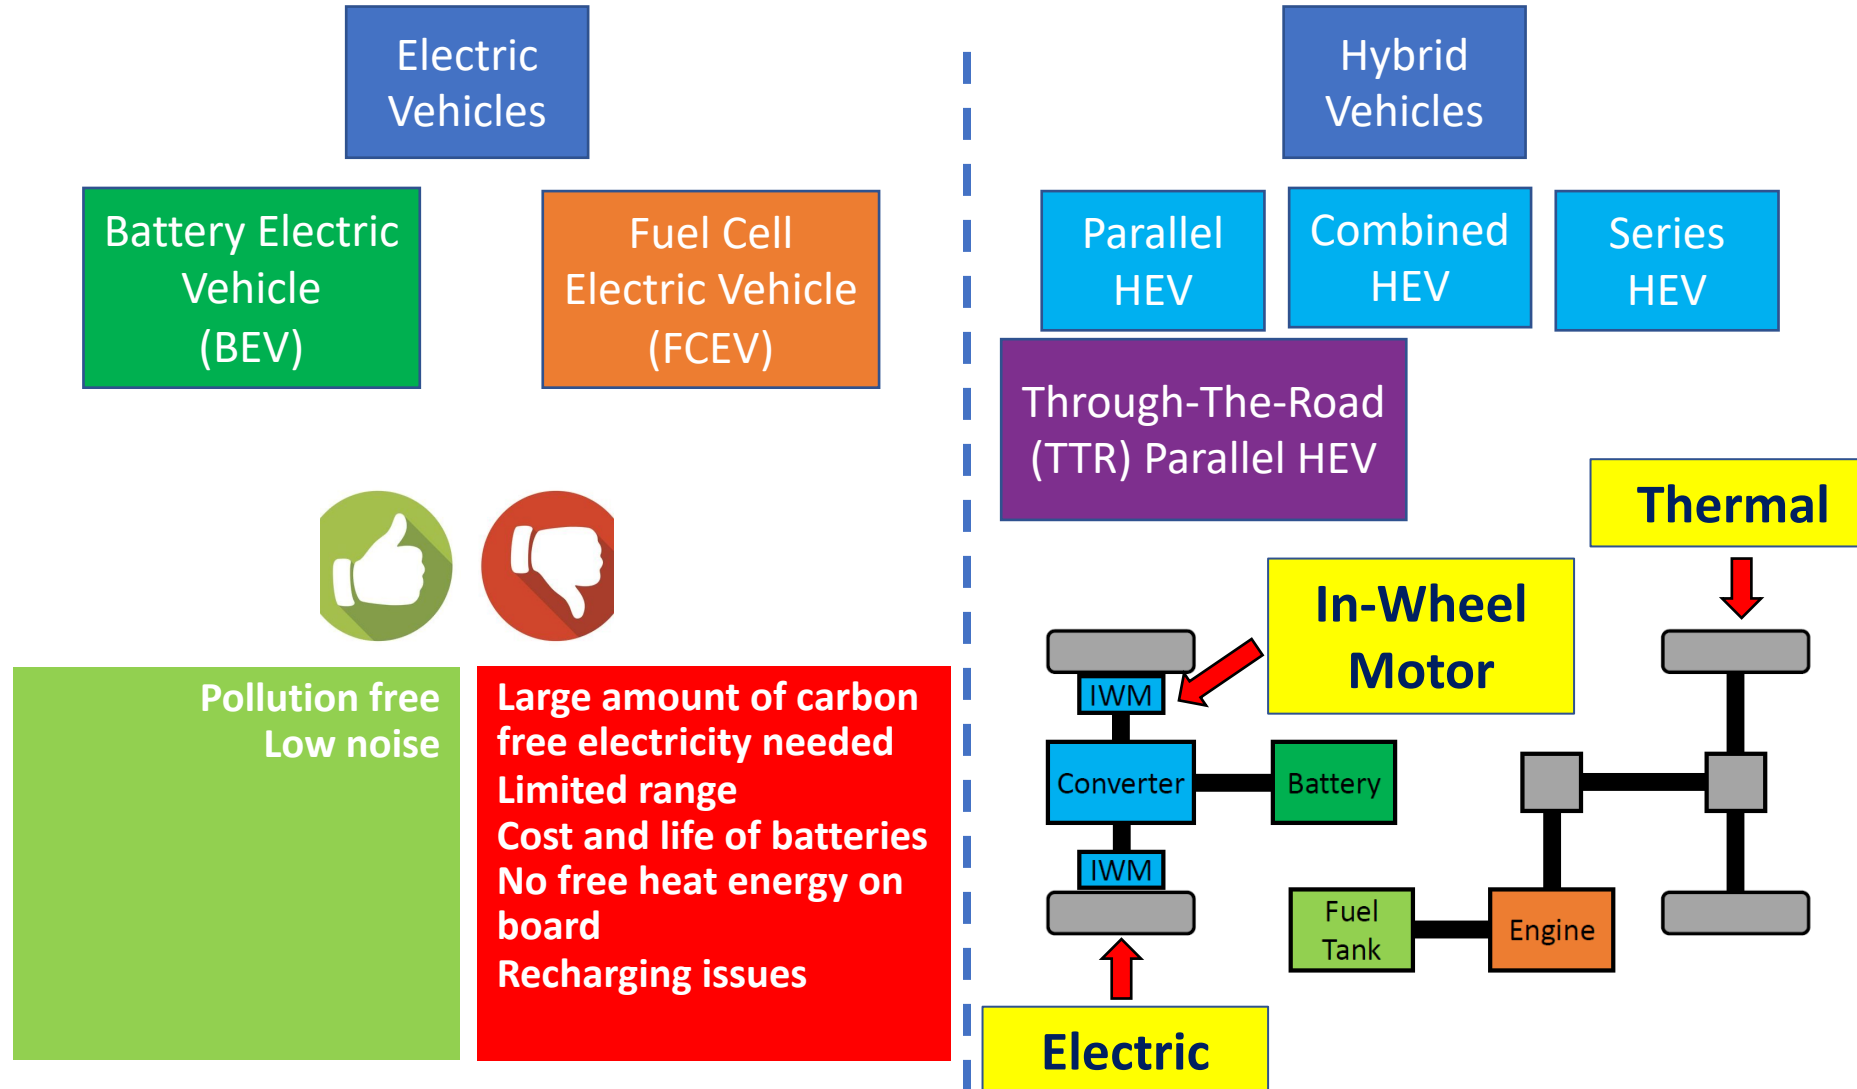 Electric
Vehicles
Battery Electric
Vehicle
(BEV)
Fuel Cell
Electric Vehicle
(FCEV)
Pollution free
Low noise
Large amount of carbon
free electricity needed
Limited range
Cost and life of batteries
No free heat energy on
board
Recharging issues
Hybrid
Vehicles
Parallel
HEV
Combined
HEV
Series
HEV
Through-The-Road
(TTR) Parallel HEV
Thermal
In-Wheel
Motor
IWM
Converter
Battery
IWM
Fuel
Tank
Engine
Electric